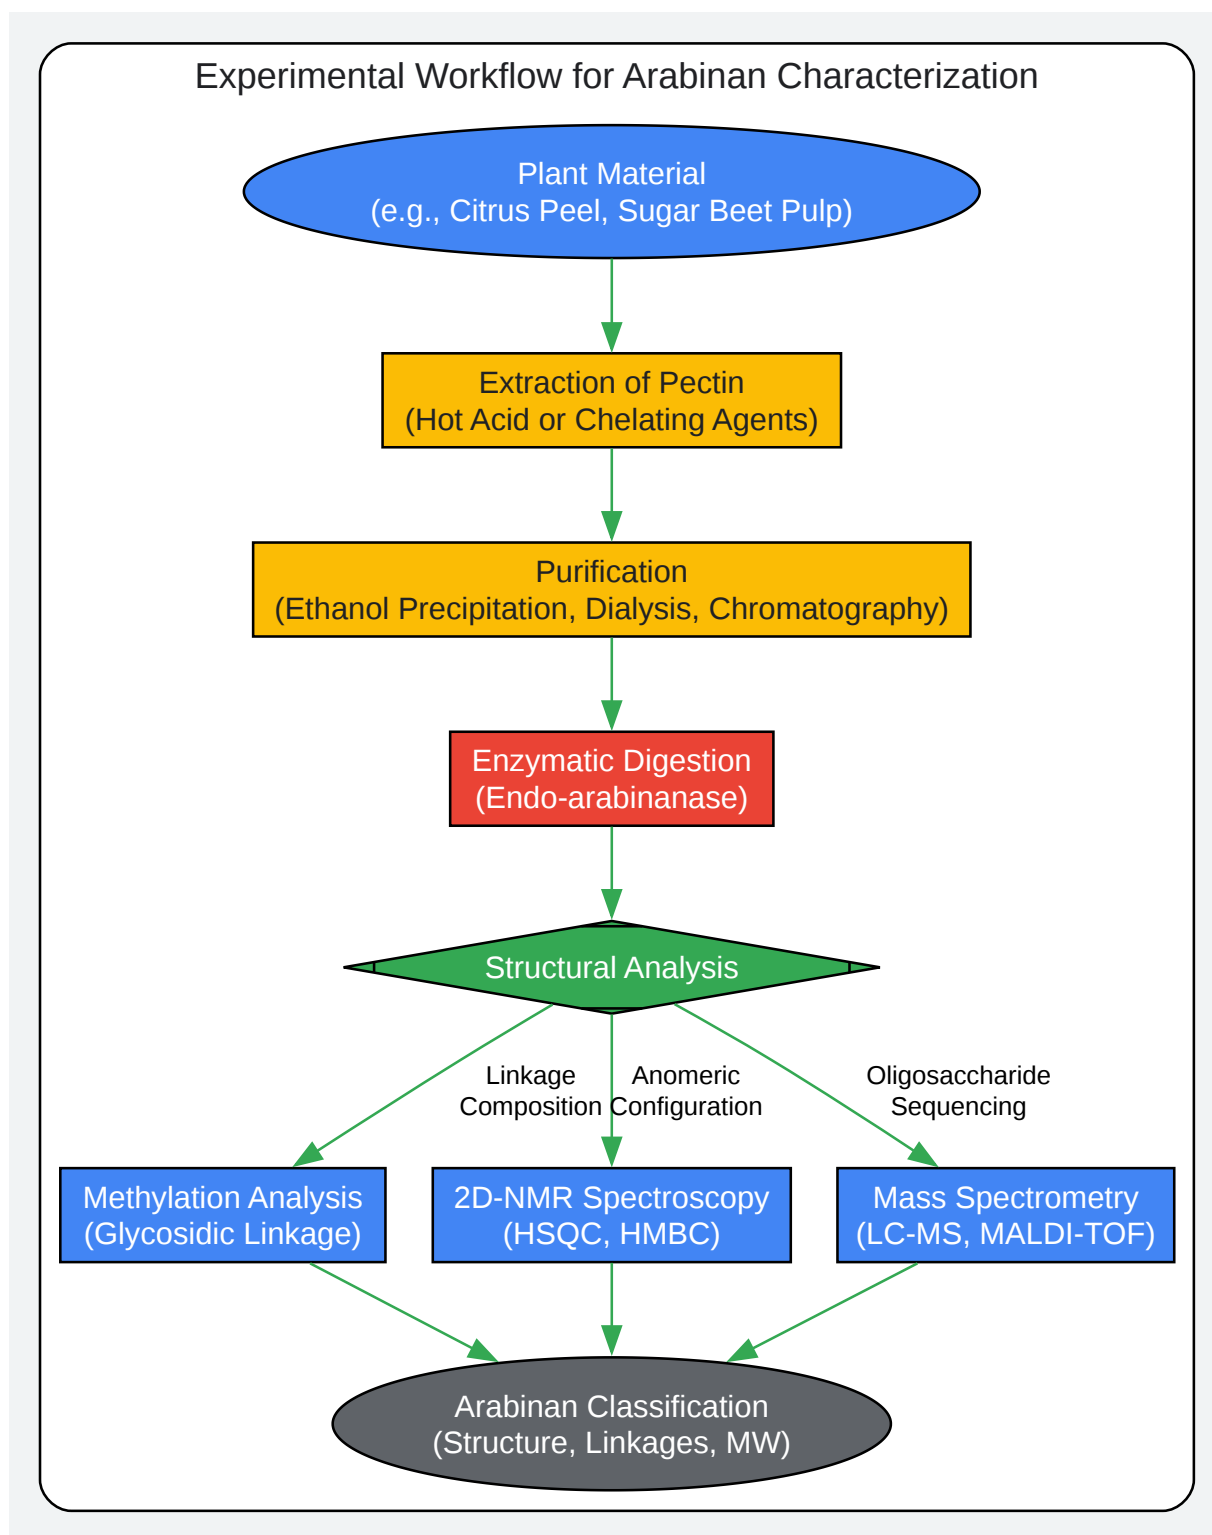 Experimental Workflow for Arabinan Characterization
Plant Material
(e.g., Citrus Peel, Sugar Beet Pulp)
Extraction of Pectin
(Hot Acid or Chelating Agents)
Purification
(Ethanol Precipitation, Dialysis, Chromatography)
Enzymatic Digestion
(Endo-arabinanase)
Structural Analysis
Linkage
Composition
Anomeric
Configuration
Oligosaccharide
Sequencing
Methylation Analysis
(Glycosidic Linkage)
2D-NMR Spectroscopy
(HSQC, HMBC)
Mass Spectrometry
(LC-MS, MALDI-TOF)
Arabinan Classification
(Structure, Linkages, MW)